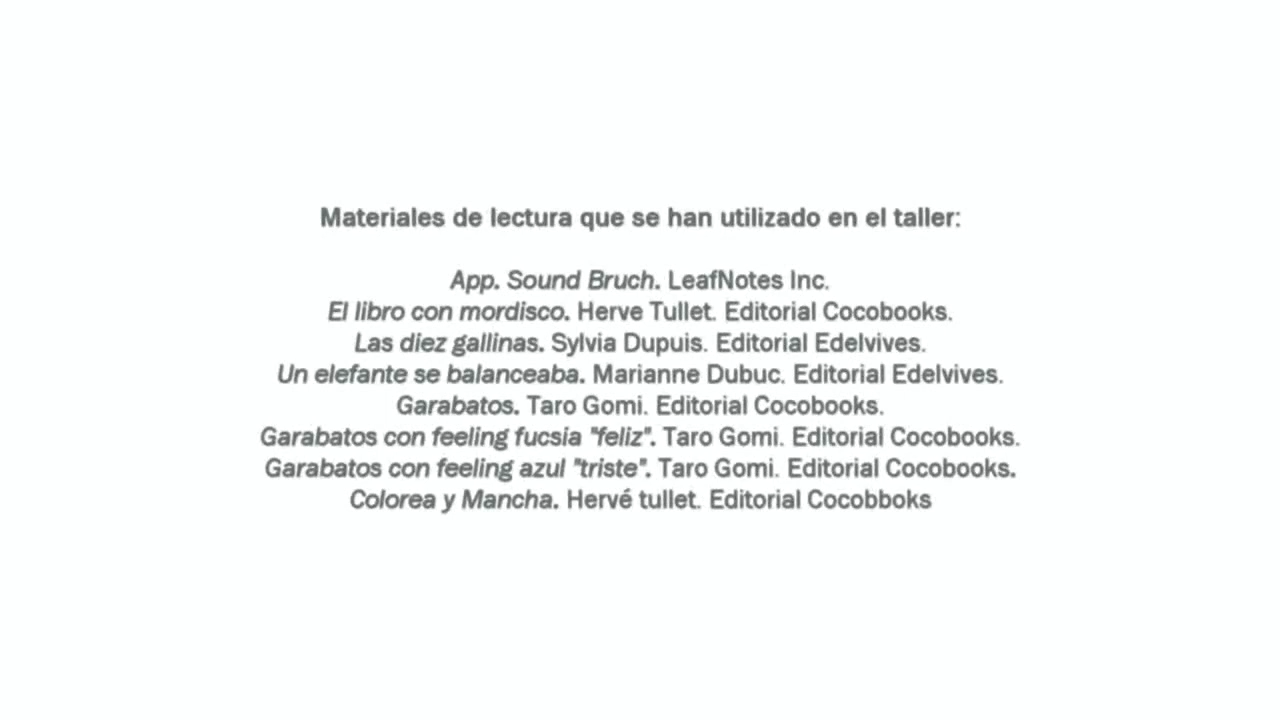 Materiales de lectura que se han utilizado en el taller:
App. Sound Bruch. LeafNotes Inc.
El libro con mordisco. Herve Tullet. Editorial Cocobooks.
Las diez gallinas. Sylvia Dupuis. Editorial Edelvives.
Un elefante se balanceaba. Marianne Dubuc. Editorial Edelvives.
Garabatos. Taro Gomi. Editorial Cocobooks.
Garabatos con feeling fucsia "feliz". Taro Gomi. Editorial Cocobooks.
Garabatos con feeling azul "triste". Taro Gomi. Editorial Cocobooks.
Colorea y Mancha. Hervé tullet. Editorial Cocobboks